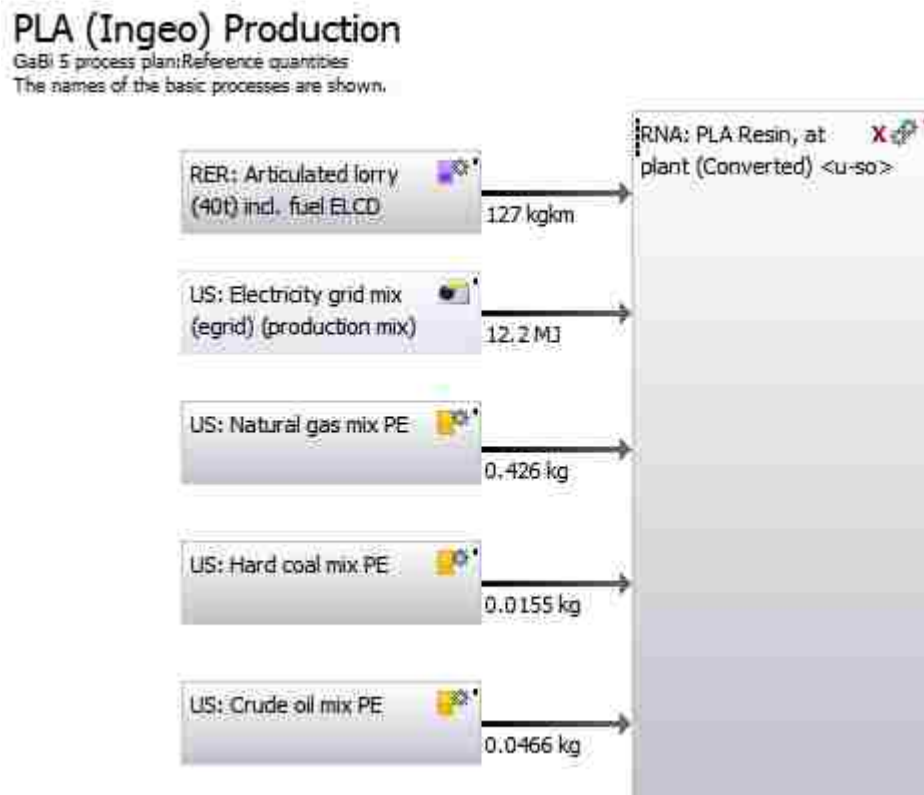 PLA (Ingeo) Production
GaBi 5 process plan:Reference quantities
The names of the basic processes are shown.
RNA: PLA Resin, at
plant (Converted) <u-so>
X
RER: Articulated lorry
(40t) incl. fuel ELCD
127 kgkm
US: Electricity grid mix
(egrid) (production mix)
12.2 MJ
US: Natural gas mix PE
0.426 kg
US: Hard coal mix PE
0.0155 kg
US: Crude oil mix PE
0.0466 kg